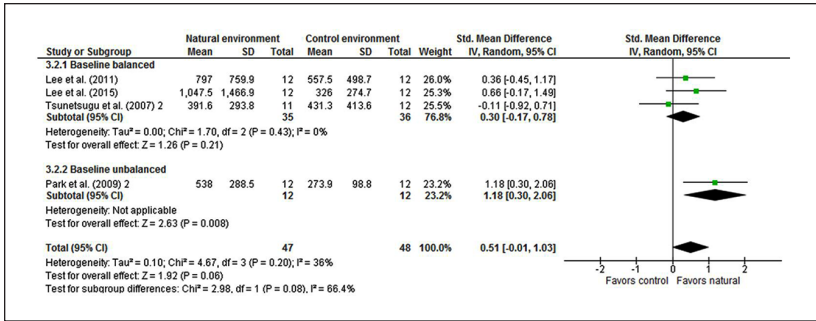 Natural environment Control environment Std. Mean Difference Std. Mean Difference
Study or Subgroup Mean SD Total Mean SD Total Weight IV, Random, 95% CI IV, Random, 95% CI
3.2.1 Baseline balanced
Lee et al. (2011) 797 759.9 12 557.5 498.7 12 26.0% 0.36 [-0.45, 1.17]
Lee et al. (2015) 1,047.5 1,466.9 12 326 274.7 12 25.3% 0.66 [-0.17, 1.49]
Tsunetsugu et al. (2007) 2 391.6 293.8 11 431.3 413.6 12 25.5% -0.11 [-0.92, 0.71]
Subtotal (95% CI) 35 36 76.8% 0.30 [-0.17, 0.78]
Heterogeneity: Tau² = 0.00; Chi² = 1.70, df = 2 (P = 0.43); I² = 0%
Test for overall effect: Z = 1.26 (P = 0.21)
3.2.2 Baseline unbalanced
Park et al. (2009) 2 538 288.5 12 273.9 98.8 12 23.2% 1.18 [0.30, 2.06]
Subtotal (95% CI) 12 12 23.2% 1.18 [0.30, 2.06]
Heterogeneity: Not applicable
Test for overall effect: Z = 2.63 (P = 0.008)
Total (95% CI) 47 48 100.0% 0.51 [-0.01, 1.03]
Heterogeneity: Tau² = 0.10; Chi² = 4.67, df = 3 (P = 0.20); I² = 36%
Test for overall effect: Z = 1.92 (P = 0.06)
Test for subgroup differences: Chi² = 2.98, df = 1 (P = 0.08), I² = 66.4%
-2 -1 0 1 2
Favors control Favors natural